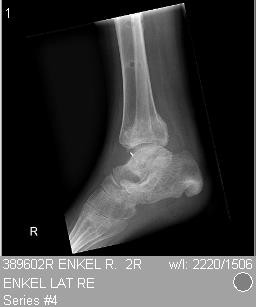 1
R
389602R ENKEL R. 2R w/l: 2220/1506
ENKEL LAT RE
Series #4